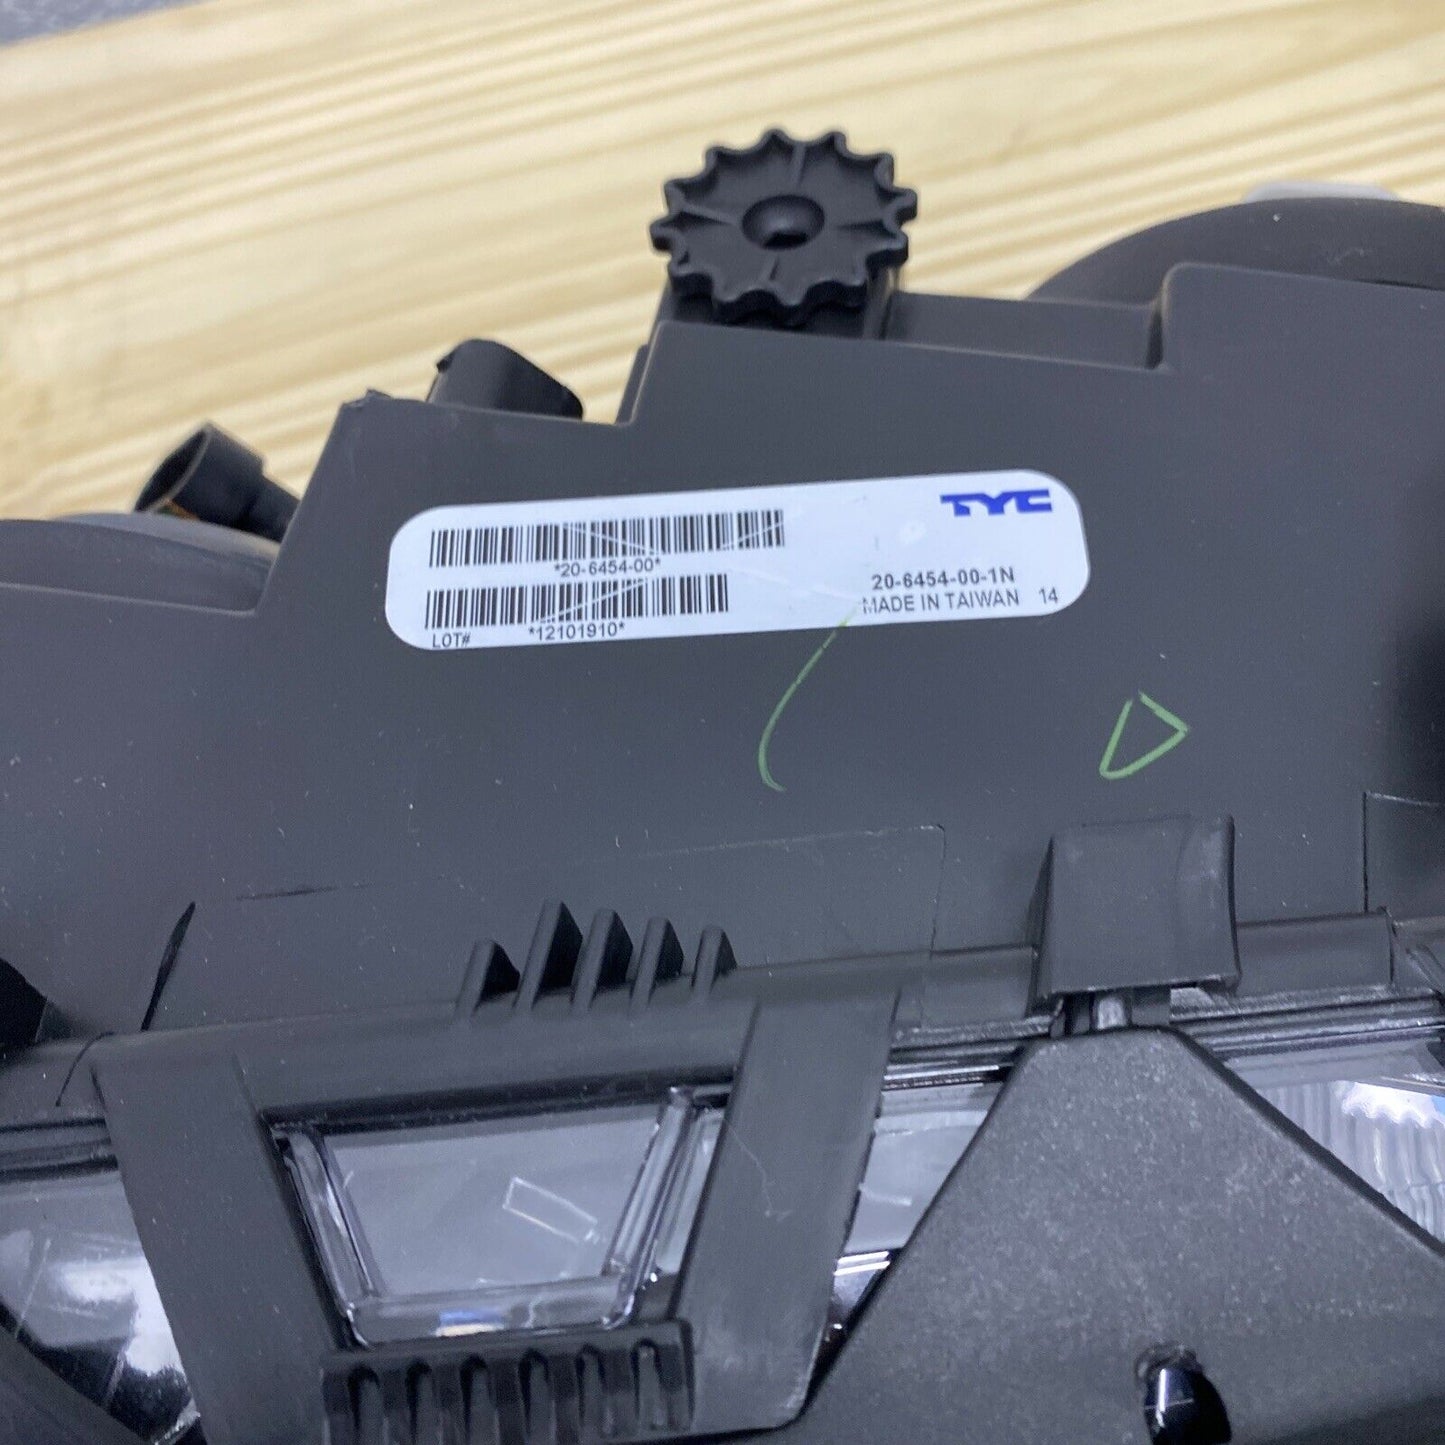 TYC
*20-6454-00*
20-6454-00-1N
MADE IN TAIWAN 14
LOT# *12101910*
D